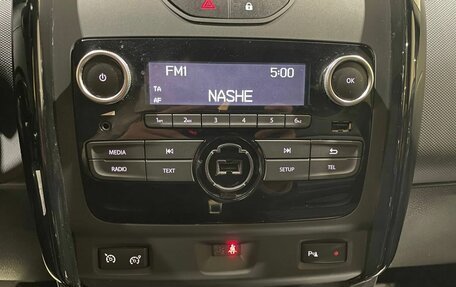 FM1 5:00
TA
AF NASHE
OK
1 2 3 4 5 6
MEDIA
RADIO TEXT SETUP TEL